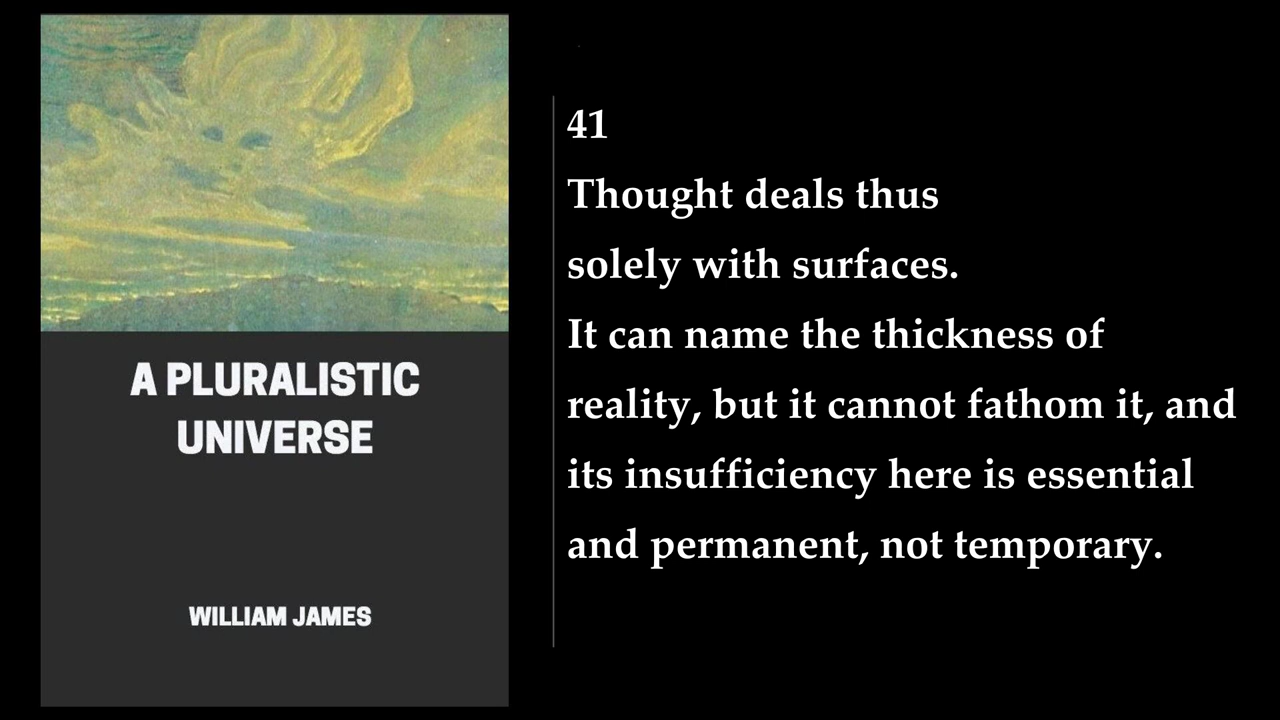 A PLURALISTIC
UNIVERSE
WILLIAM JAMES
41
Thought deals thus
solely with surfaces.
It can name the thickness of
reality, but it cannot fathom it, and
its insufficiency here is essential
and permanent, not temporary.